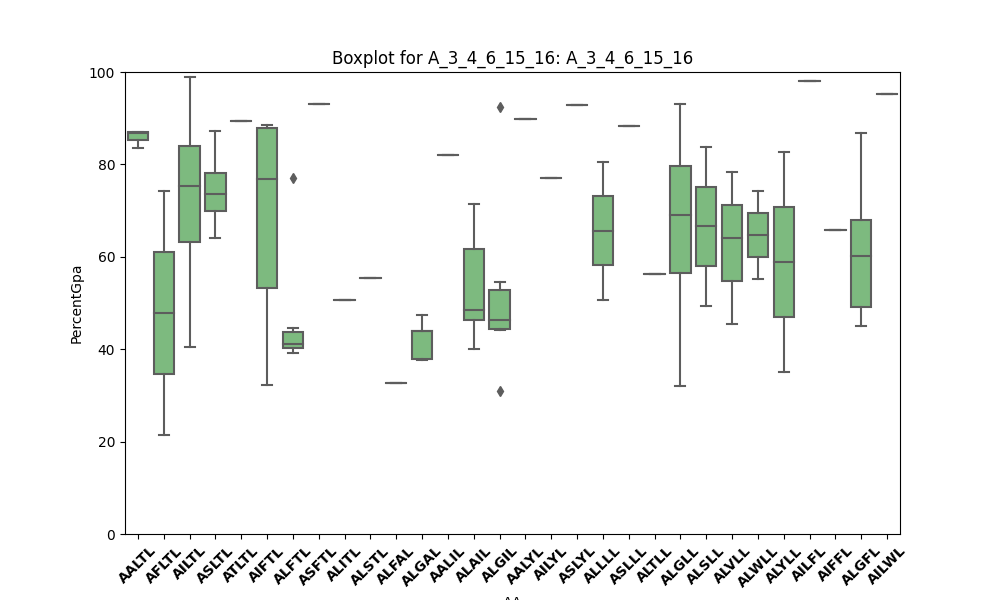 Boxplot for A_3_4_6_15_16: A_3_4_6_15_16
PercentGpa
100
80
60
40
20
0
AALTL AFLTL AILTL ASLTL ATLTL AIFTL ALFTL ASFTL ALITL ALSTL ALFAL ALGAL AALIL ALAIL ALGIL AALYL AILYL ASLYL ALLLL ASLLL ALTLL ALGLL ALSLL ALVLL ALWLL ALYLL AILFL AIFFL ALGFL AILWL